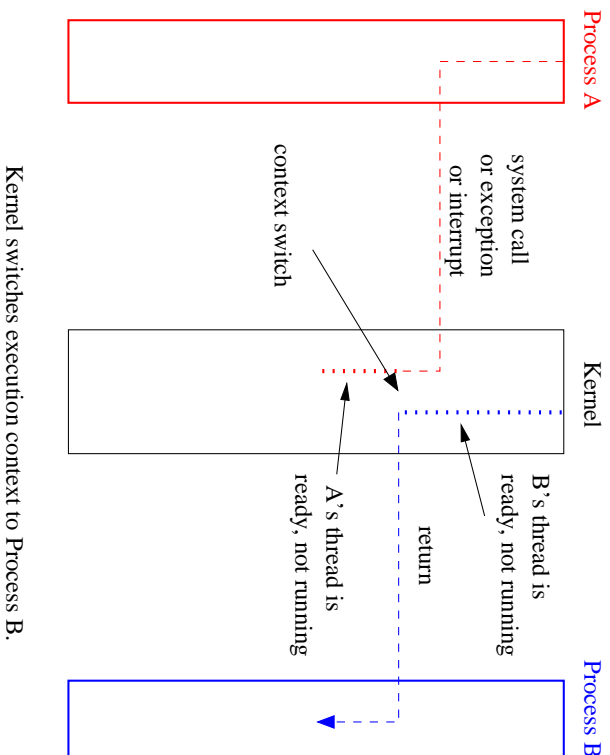 Process A
Kernel
Process B
system call
or exception
or interrupt
B's thread is
ready, not running
return
context switch
A's thread is
ready, not running
Kernel switches execution context to Process B.